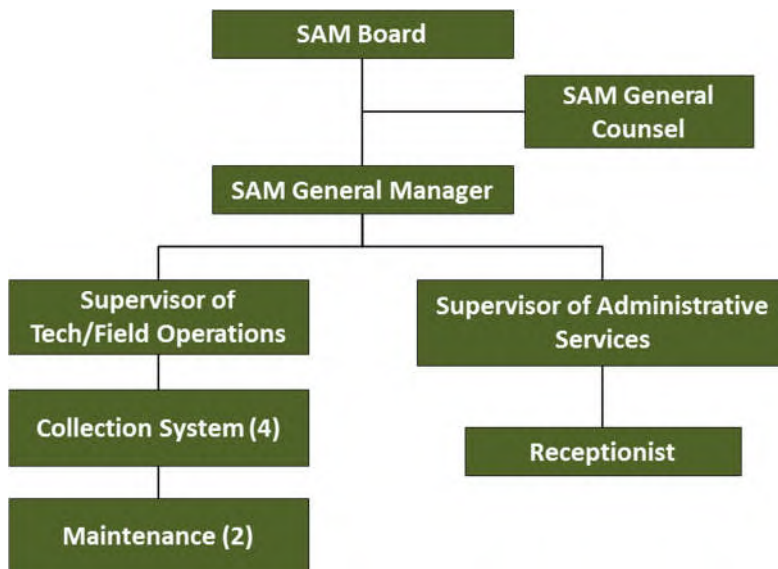 SAM Board
SAM General
Counsel
SAM General Manager
Supervisor of
Tech/Field Operations
Supervisor of Administrative
Services
Collection System (4)
Receptionist
Maintenance (2)